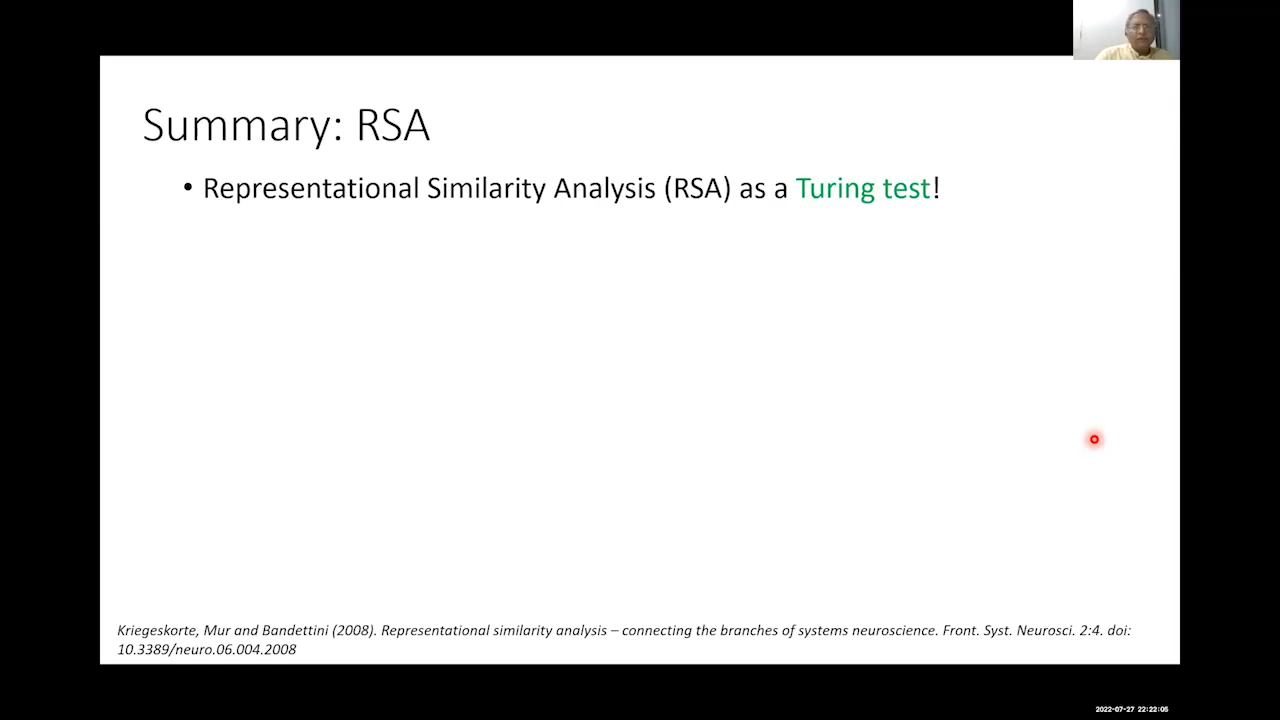 Summary: RSA
• Representational Similarity Analysis (RSA) as a Turing test!
Kriegeskorte, Mur and Bandettini (2008). Representational similarity analysis – connecting the branches of systems neuroscience. Front. Syst. Neurosci. 2:4. doi:
10.3389/neuro.06.004.2008
2022-07-27 22:22:05